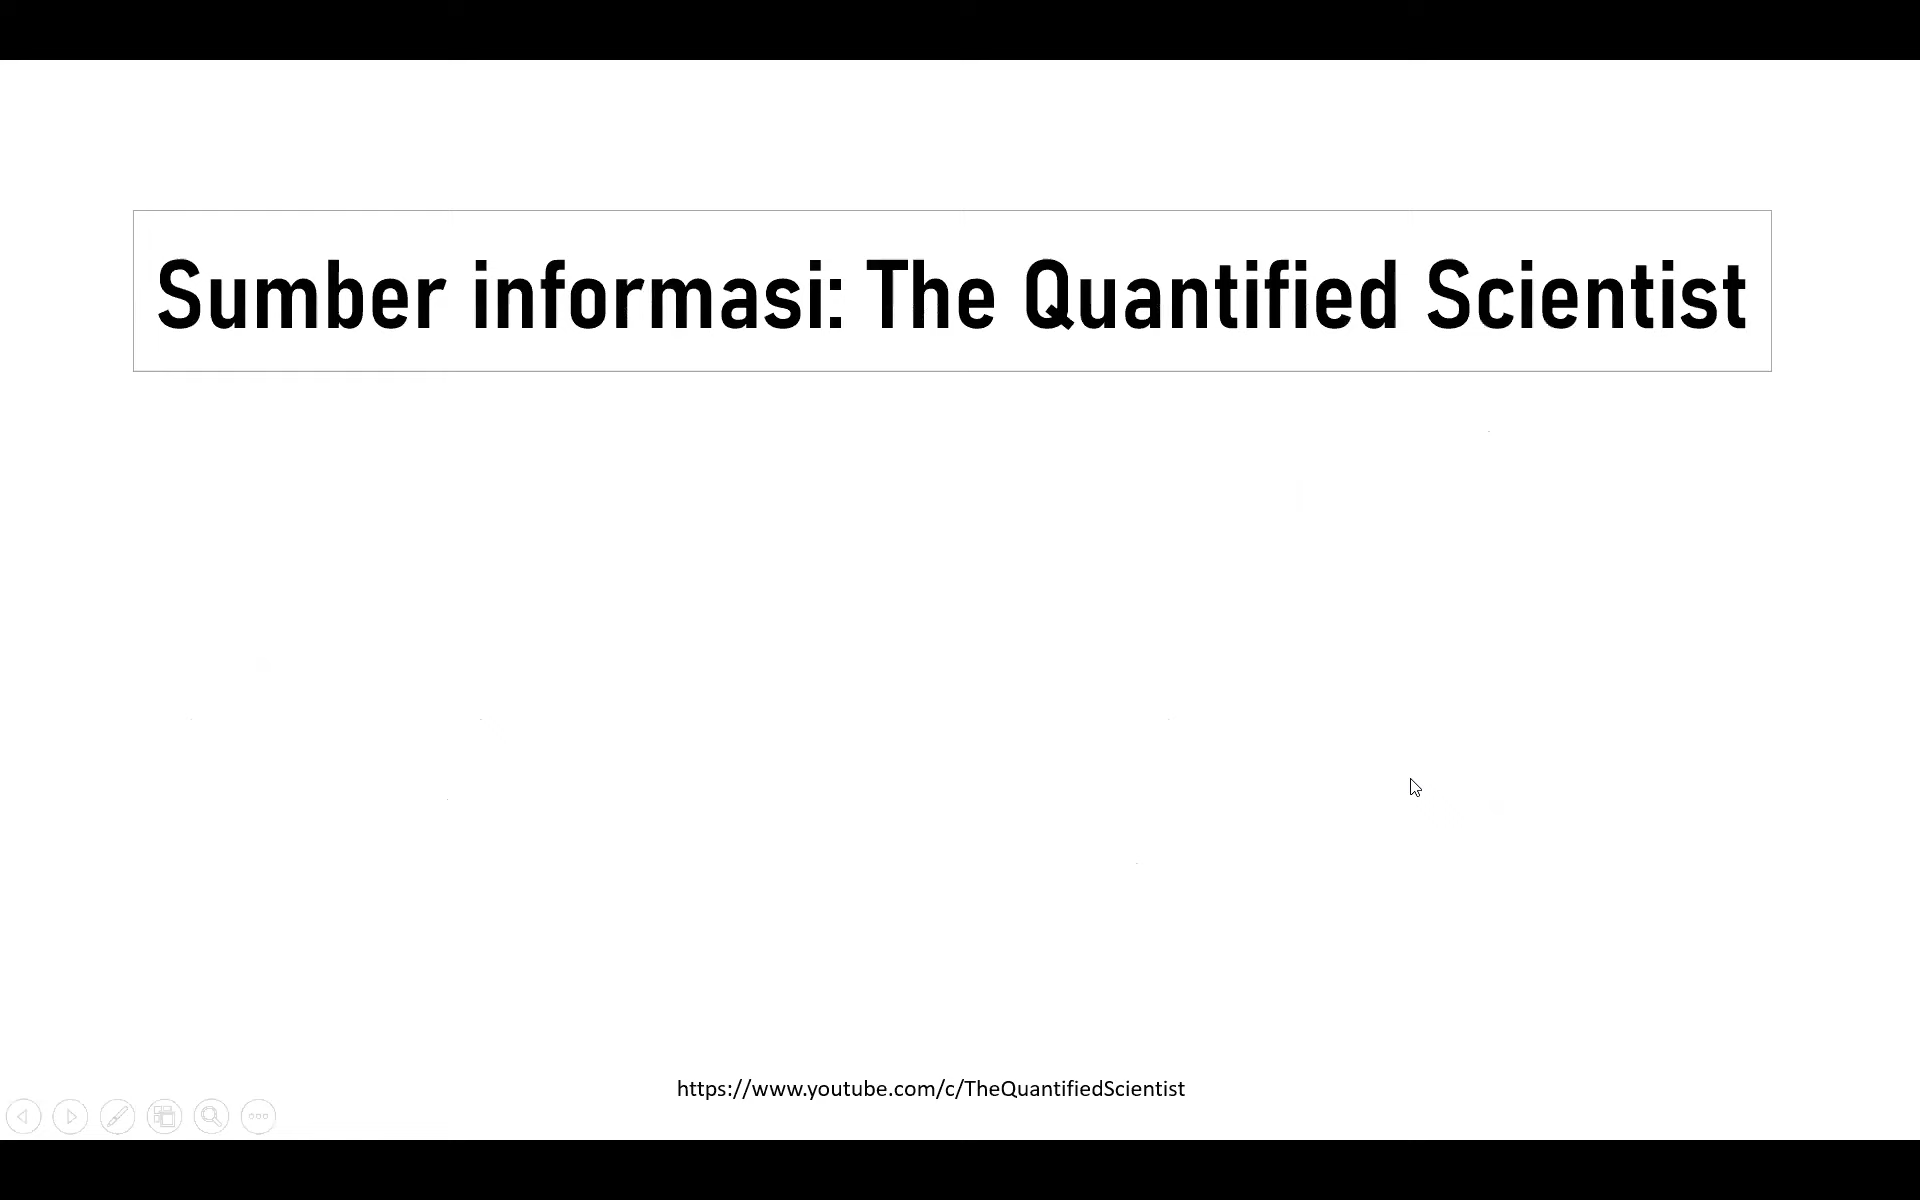 Sumber informasi: The Quantified Scientist
https://www.youtube.com/c/TheQuantifiedScientist